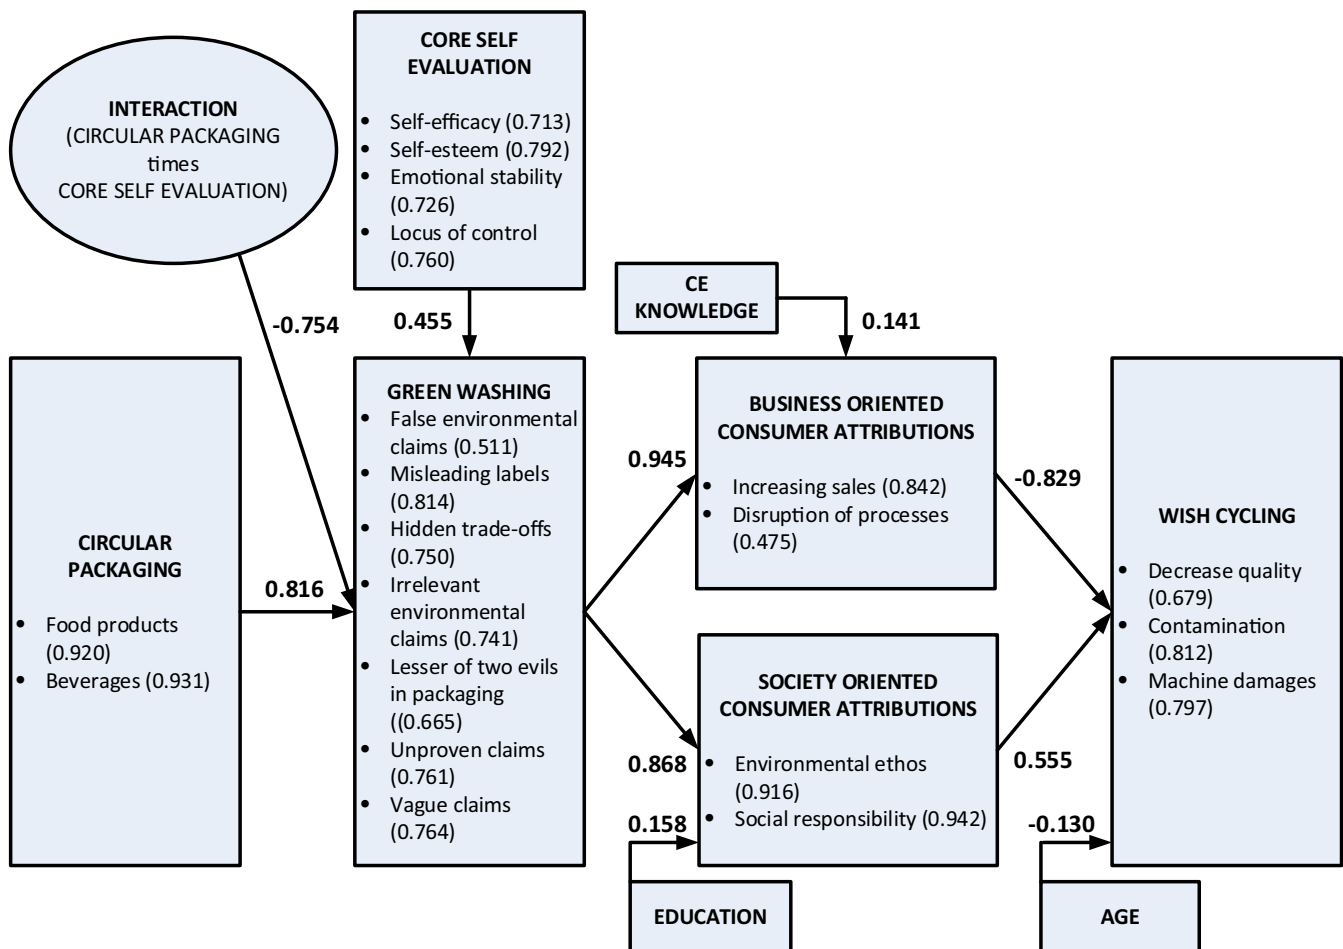 INTERACTION
(CIRCULAR PACKAGING
times
CORE SELF EVALUATION)
CORE SELF
EVALUATION
• Self-efficacy (0.713)
• Self-esteem (0.792)
• Emotional stability
(0.726)
• Locus of control
(0.760)
CE
KNOWLEDGE
-0.754
0.455
0.141
CIRCULAR
PACKAGING
• Food products
(0.920)
• Beverages (0.931)
0.816
GREEN WASHING
• False environmental
claims (0.511)
• Misleading labels
(0.814)
• Hidden trade-offs
(0.750)
• Irrelevant
environmental
claims (0.741)
• Lesser of two evils
in packaging
((0.665)
• Unproven claims
(0.761)
• Vague claims
(0.764)
0.945
0.868
BUSINESS ORIENTED
CONSUMER ATTRIBUTIONS
• Increasing sales (0.842)
• Disruption of processes
(0.475)
-0.829
SOCIETY ORIENTED
CONSUMER ATTRIBUTIONS
• Environmental ethos
(0.916)
• Social responsibility (0.942)
0.555
0.158
EDUCATION
WISH CYCLING
• Decrease quality
(0.679)
• Contamination
(0.812)
• Machine damages
(0.797)
-0.130
AGE